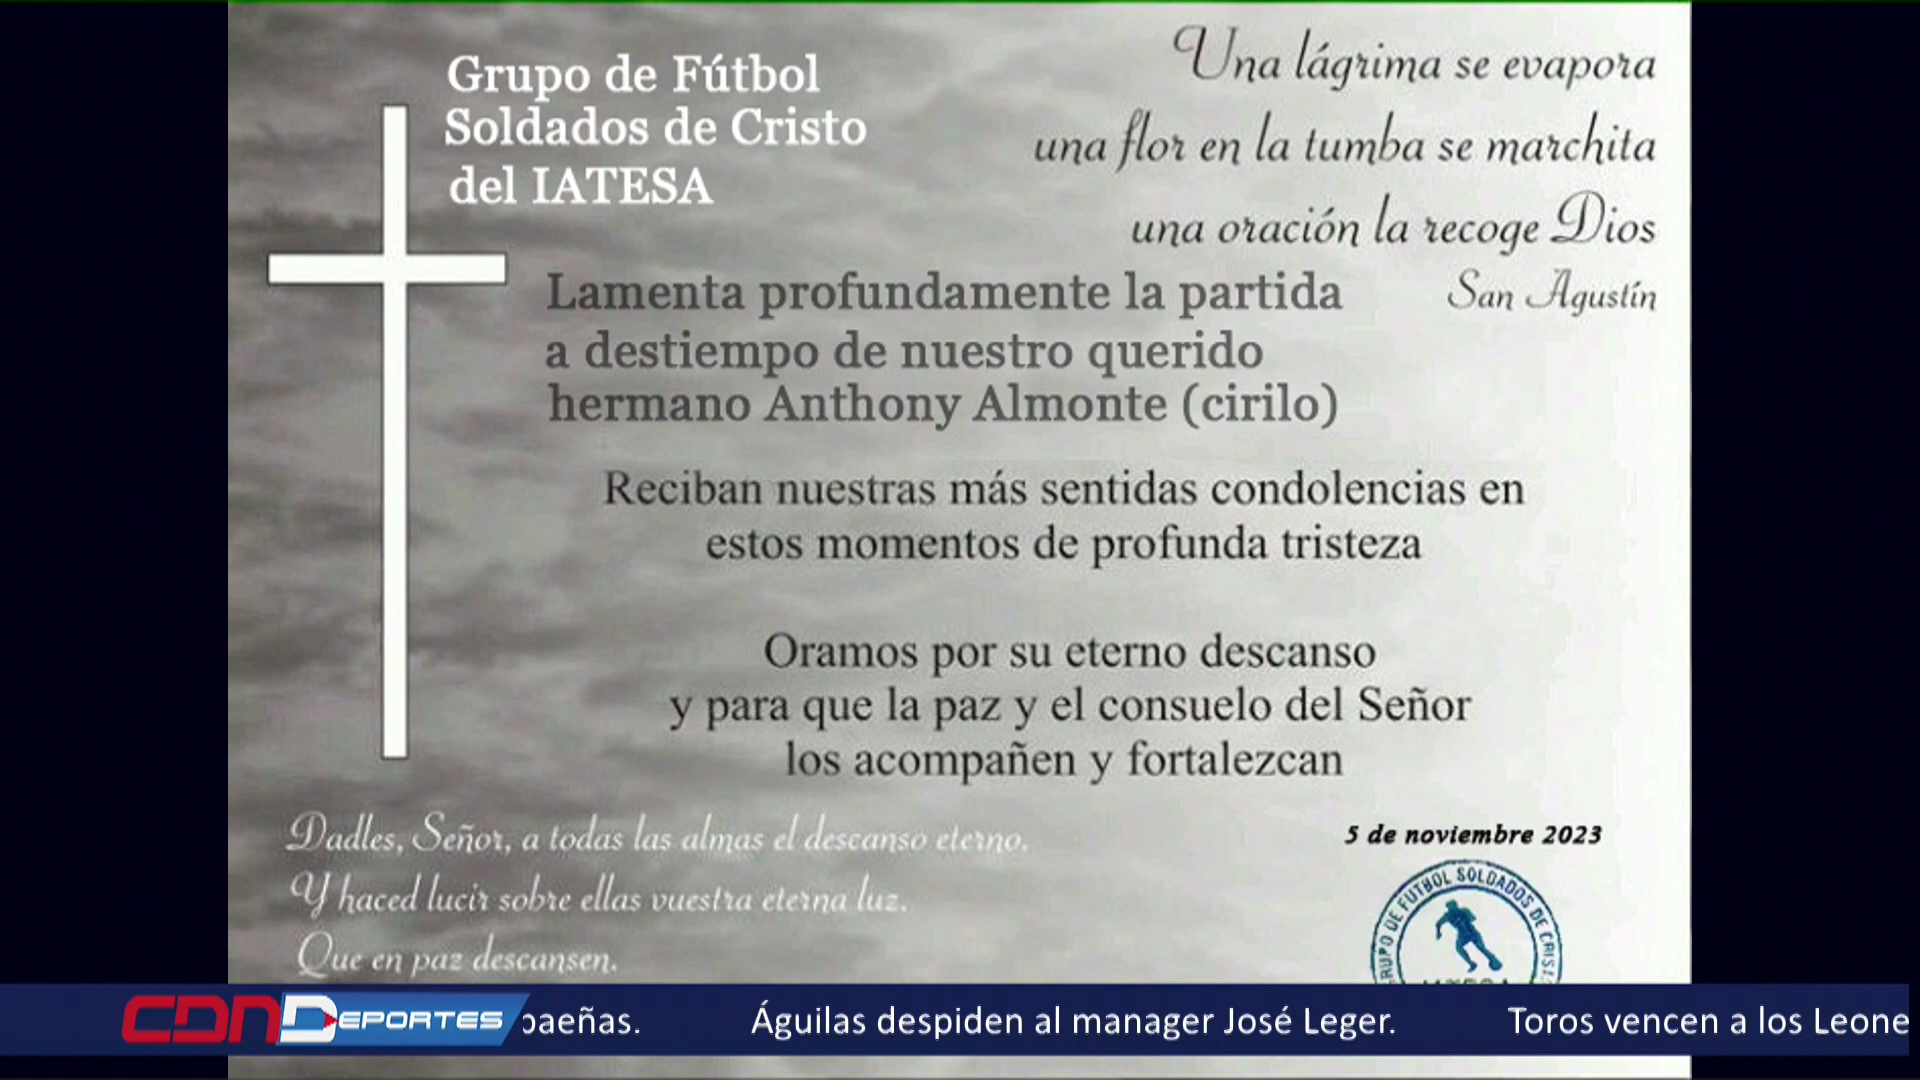 Grupo de Fútbol
Soldados de Cristo
del IATESA
Una lágrima se evapora
una flor en la tumba se marchita
una oración la recoge Dios
San Agustín
Lamenta profundamente la partida
a destiempo de nuestro querido
hermano Anthony Almonte (cirilo)
Reciban nuestras más sentidas condolencias en
estos momentos de profunda tristeza
Oramos por su eterno descanso
y para que la paz y el consuelo del Señor
los acompañen y fortalezcan
Dadles, Señor, a todas las almas el descanso eterno.
Y haced lucir sobre ellas vuestra eterna luz.
Que en paz descansen.
5 de noviembre 2023
GRUPO DE FUTBOL SOLDADOS DE CRIS
CDN DEPORTES
paeñas. Águilas despiden al manager José Leger. Toros vencen a los Leone